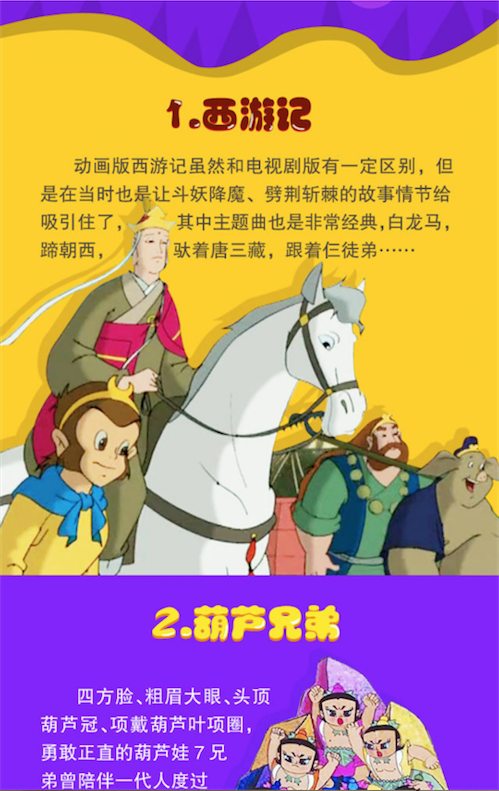 1.西游记
动画版西游记虽然和电视剧版有一定区别，但
是在当时也是让斗妖降魔、劈荆斩棘的故事情节给
吸引住了，其中主题曲也是非常经典，白龙马，
蹄朝西，驮着唐三藏，跟着仨徒弟……
2.葫芦兄弟
四方脸、粗眉大眼、头顶
葫芦冠、项戴葫芦叶项圈，
勇敢正直的葫芦娃7兄
弟曾陪伴一代人度过